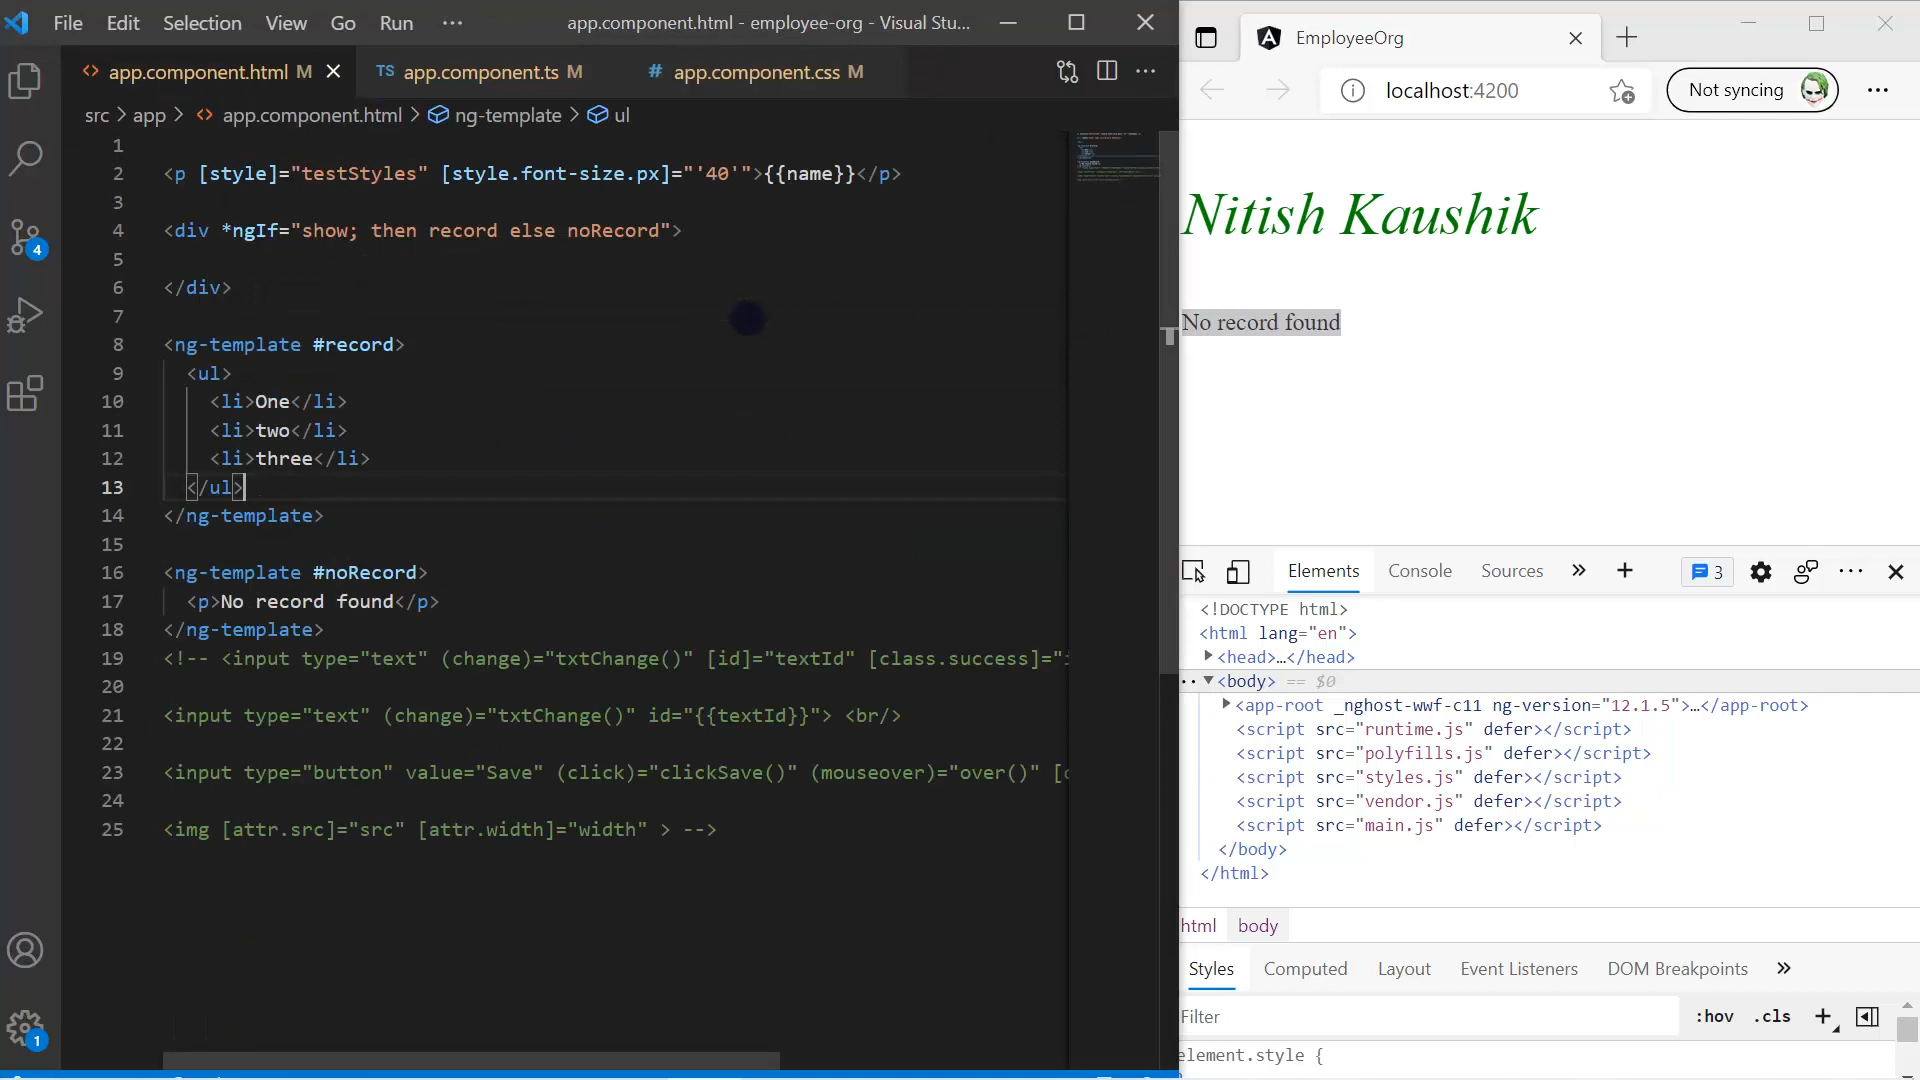 File Edit Selection View Go Run ··· app.component.html - employee-org - Visual Stu...
app.component.html M TS app.component.ts M # app.component.css M
src > app > app.component.html > ng-template > ul
1
2 <p [style]="testStyles" [style.font-size.px]="'40'">{{name}}</p>
3
4 <div *ngIf="show; then record else noRecord">
5
6 </div>
7
8 <ng-template #record>
9 <ul>
10 <li>One</li>
11 <li>two</li>
12 <li>three</li>
13 </ul>
14 </ng-template>
15
16 <ng-template #noRecord>
17 <p>No record found</p>
18 </ng-template>
19 <!-- <input type="text" (change)="txtChange()" [id]="textId" [class.success]="
20
21 <input type="text" (change)="txtChange()" id="{{textId}}"> <br/>
22
23 <input type="button" value="Save" (click)="clickSave()" (mouseover)="over()" [
24
25 <img [attr.src]="src" [attr.width]="width" > -->
4
1
EmployeeOrg
localhost:4200 Not syncing
Nitish Kaushik
No record found
Elements Console Sources 3
<!DOCTYPE html>
<html lang="en">
<head>…</head>
<body> == $0
<app-root _nghost-wwf-c11 ng-version="12.1.5">…</app-root>
<script src="runtime.js" defer></script>
<script src="polyfills.js" defer></script>
<script src="styles.js" defer></script>
<script src="vendor.js" defer></script>
<script src="main.js" defer></script>
</body>
</html>
html body
Styles Computed Layout Event Listeners DOM Breakpoints
Filter :hov .cls
element.style {